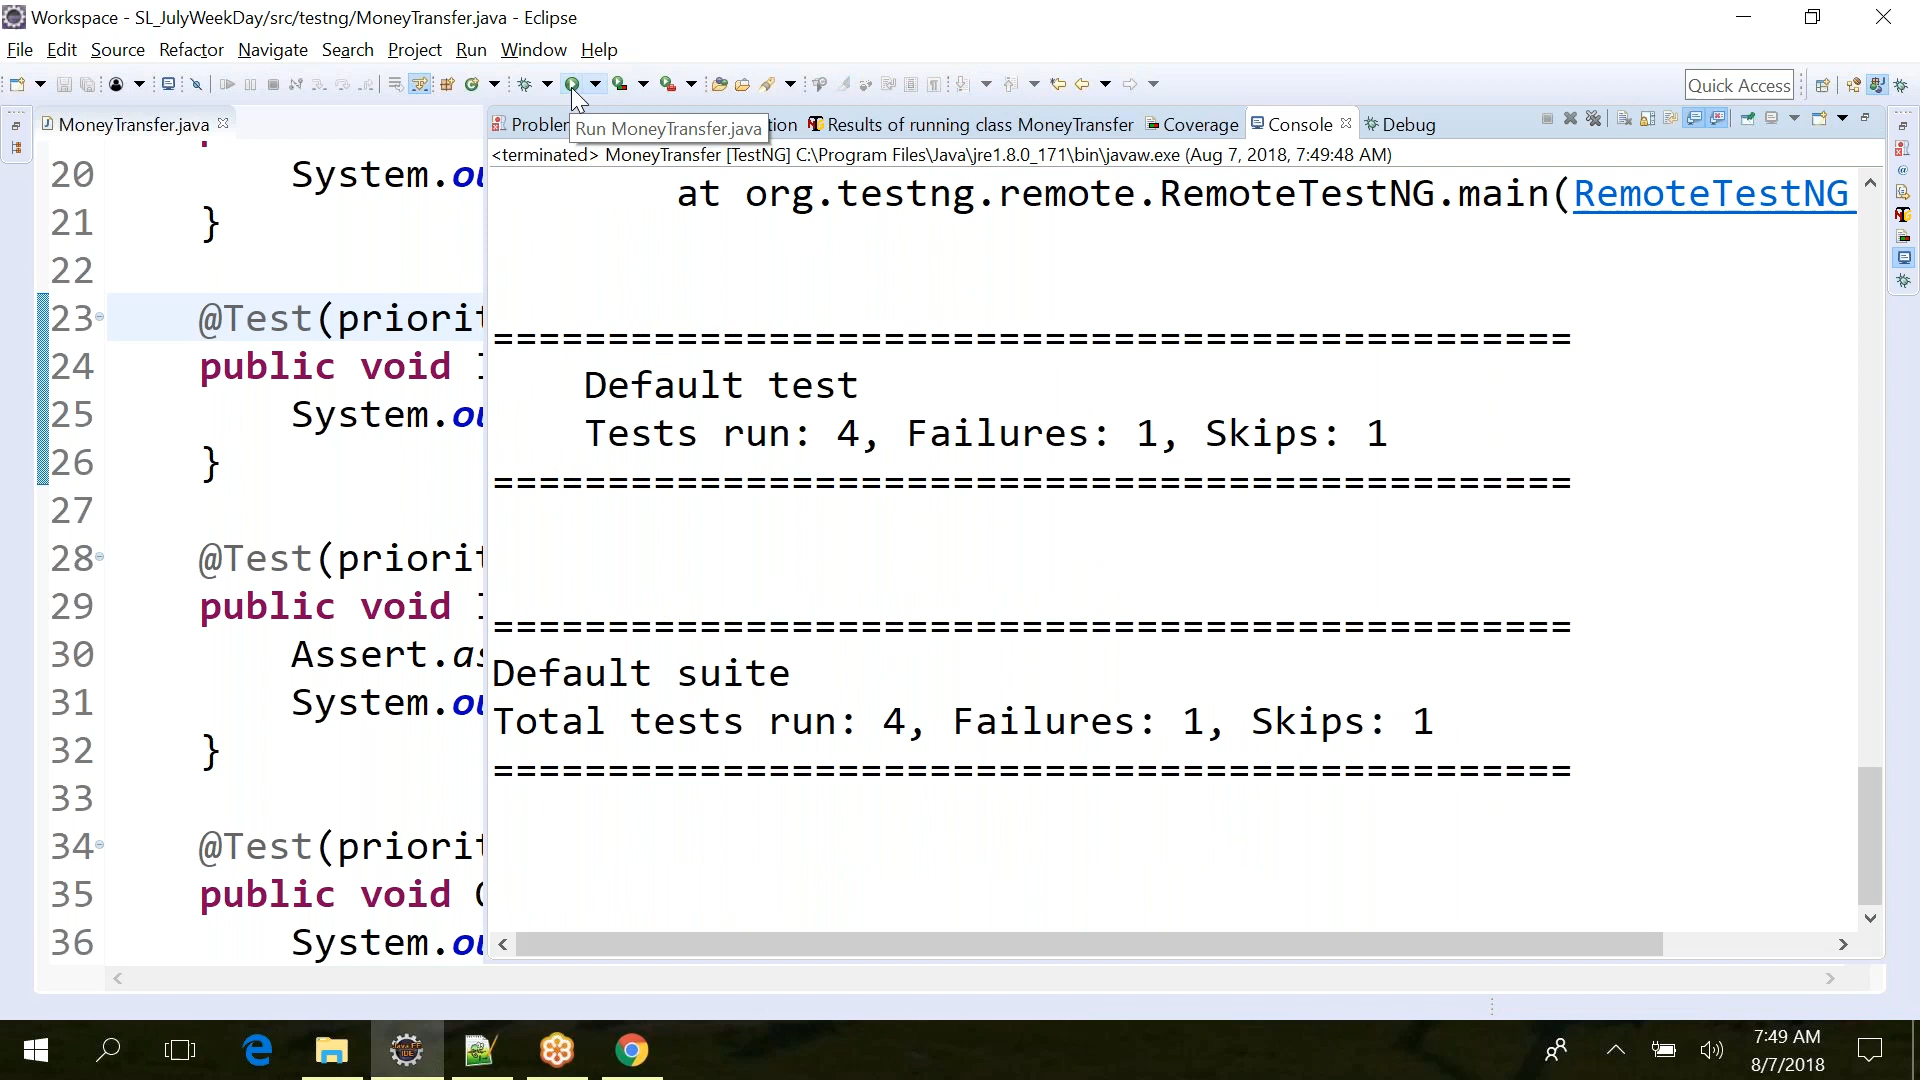 Workspace - SL_JulyWeekDay/src/testng/MoneyTransfer.java - Eclipse
File Edit Source Refactor Navigate Search Project Run Window Help
Quick Access
MoneyTransfer.java
Problem
tion
Results of running class MoneyTransfer
Coverage
Console
Debug
Run MoneyTransfer.java
<terminated> MoneyTransfer [TestNG] C:\Program Files\Java\jre1.8.0_171\bin\javaw.exe (Aug 7, 2018, 7:49:48 AM)
20 System.ou
21 }
22
23 @Test(priorit
24 public void
25 System.ou
26 }
27
28 @Test(priorit
29 public void
30 Assert.as
31 System.ou
32 }
33
34 @Test(priorit
35 public void
36 System.ou
at org.testng.remote.RemoteTestNG.main(RemoteTestNG
===============================================
Default test
Tests run: 4, Failures: 1, Skips: 1
===============================================
===============================================
Default suite
Total tests run: 4, Failures: 1, Skips: 1
===============================================
7:49 AM
8/7/2018